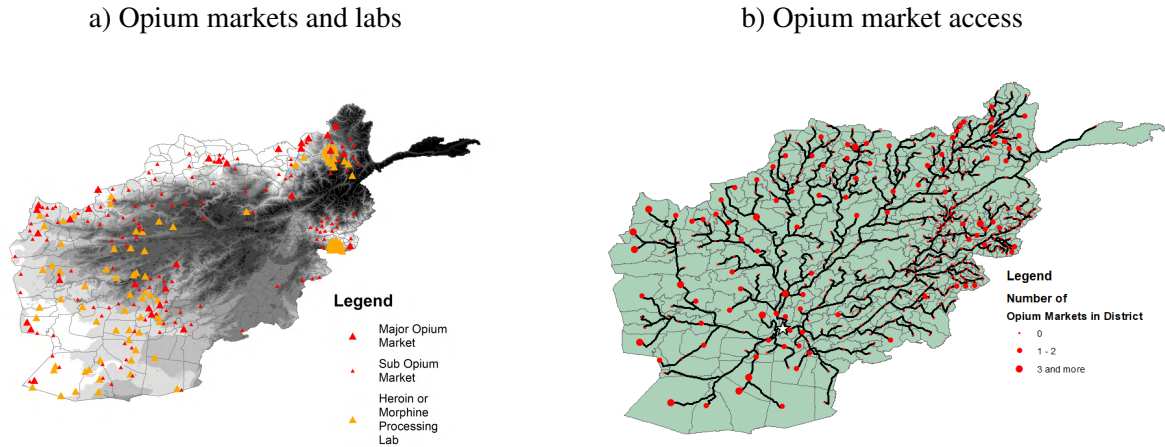 a) Opium markets and labs
b) Opium market access
Legend
Major Opium
Market
Sub Opium
Market
Heroin or
Morphine
Processing
Lab
Legend
Number of
Opium Markets in District
0
1 - 2
3 and more